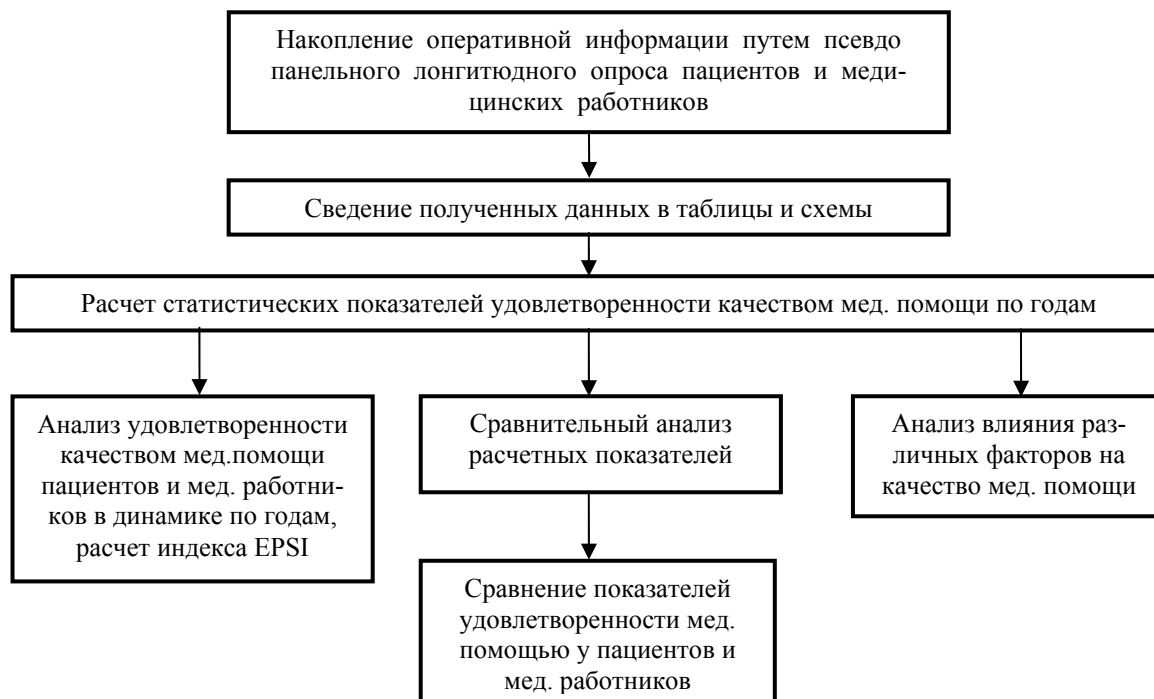 Накопление оперативной информации путем псевдо
панельного лонгитюдного опроса пациентов и меди-
цинских работников
Сведение полученных данных в таблицы и схемы
Расчет статистических показателей удовлетворенности качеством мед. помощи по годам
Анализ удовлетворенности
качеством мед.помощи
пациентов и мед. работни-
ков в динамике по годам,
расчет индекса EPSI
Сравнительный анализ
расчетных показателей
Анализ влияния раз-
личных факторов на
качество мед. помощи
Сравнение показателей
удовлетворенности мед.
помощью у пациентов и
мед. работников